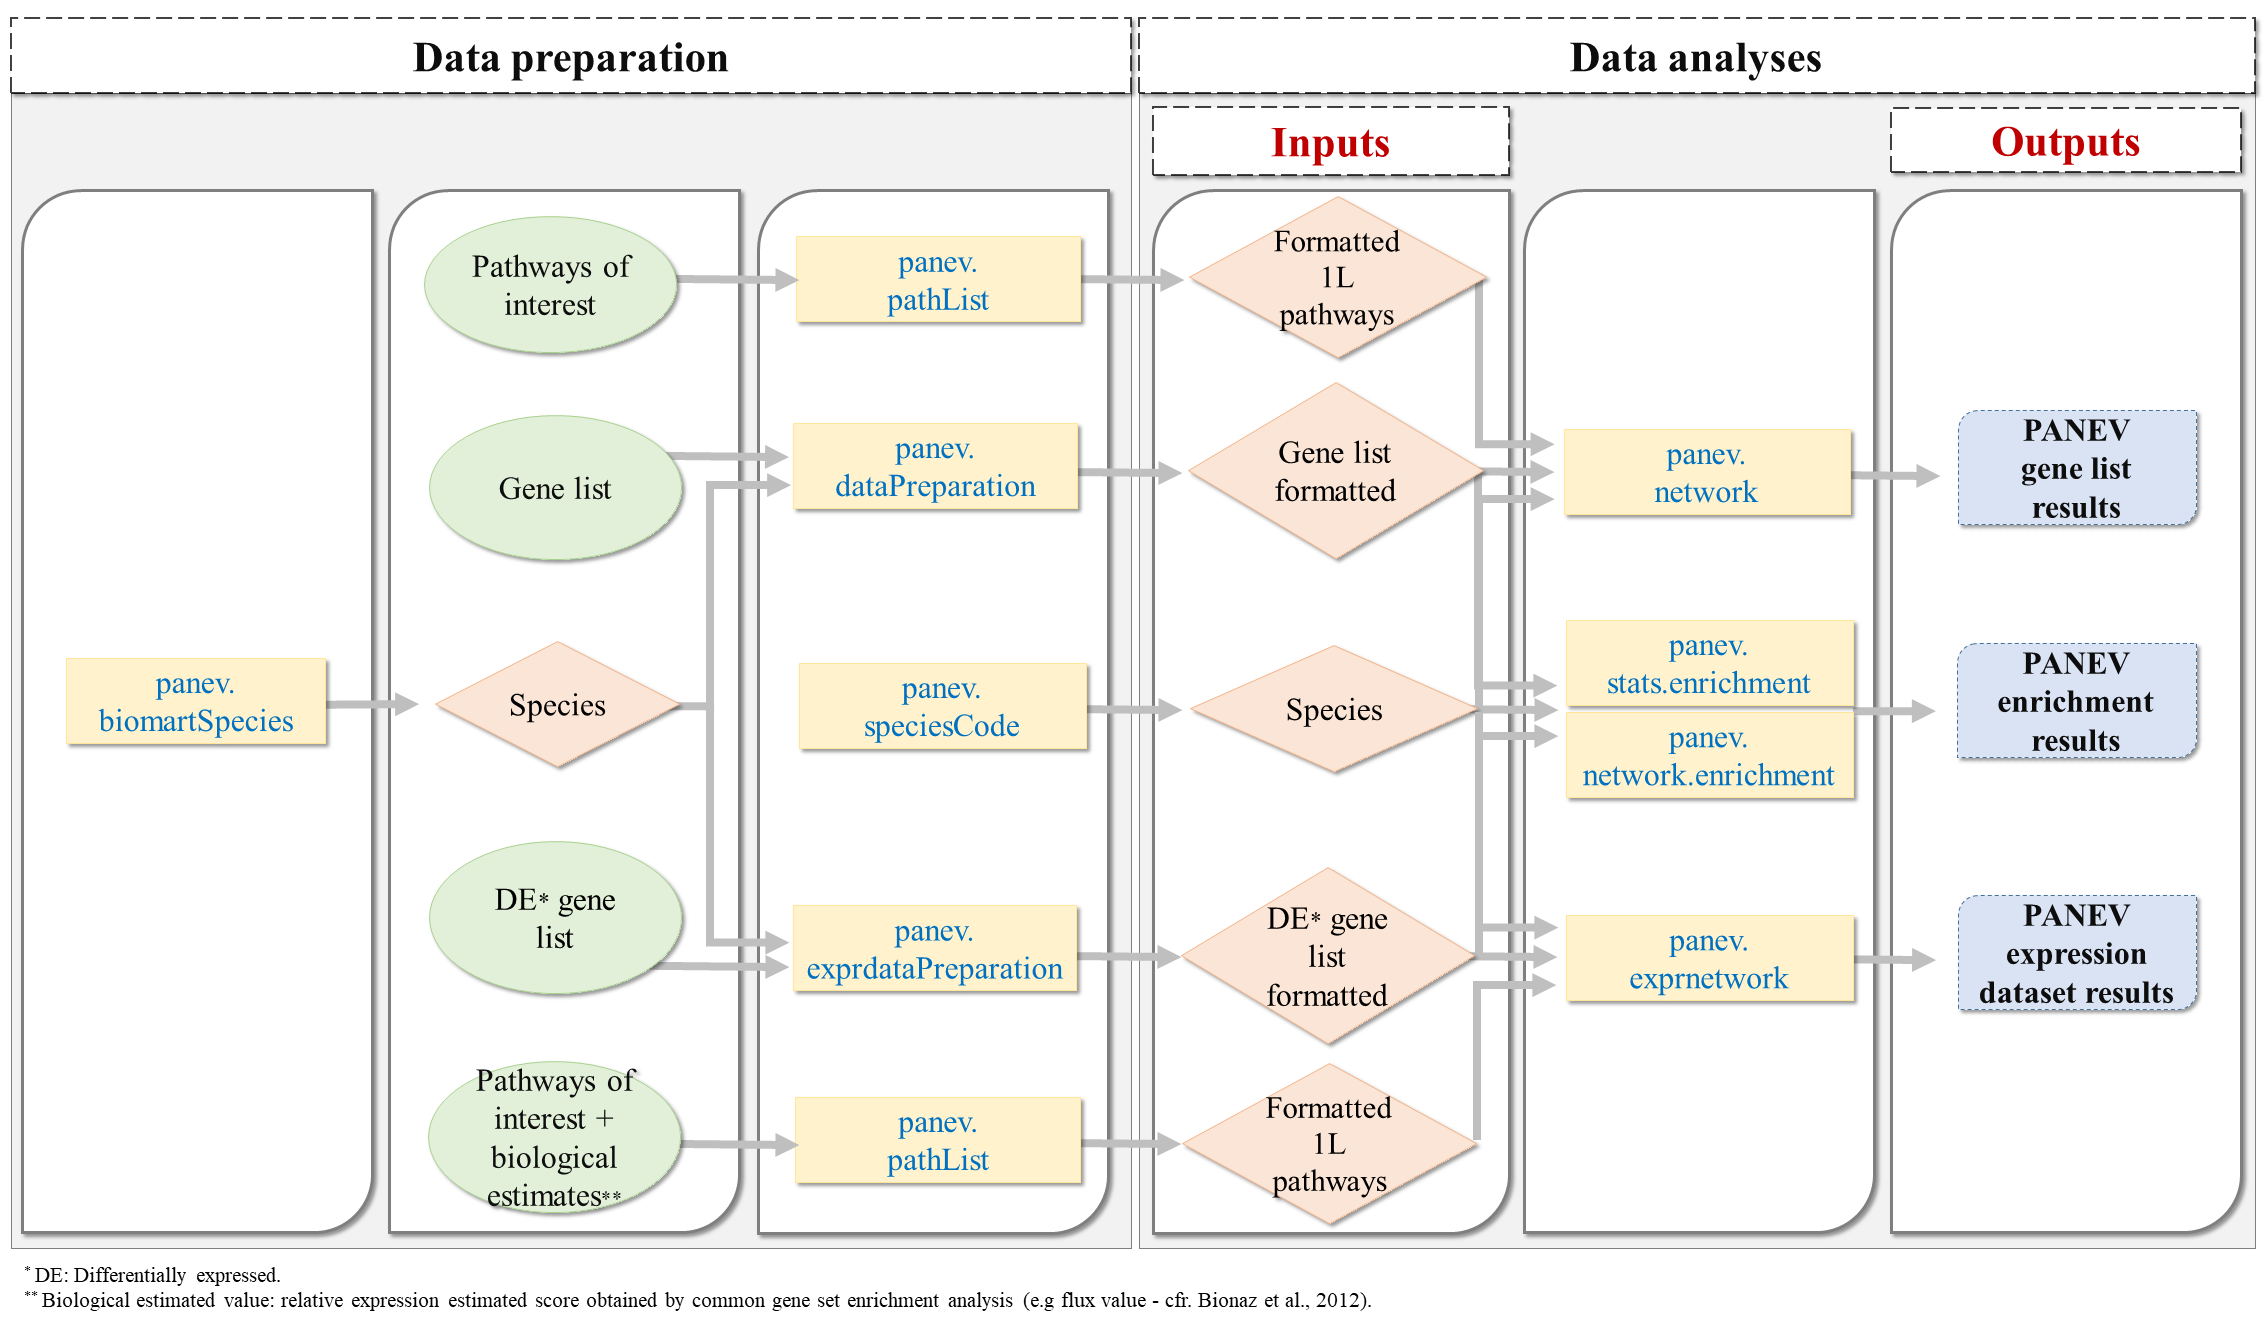 Data preparation
Data analyses
Inputs
Outputs
panev.
biomartSpecies
Pathways of
interest
Gene list
Species
DE* gene
list
Pathways of
interest +
biological
estimates**
panev.
pathList
panev.
dataPreparation
panev.
speciesCode
panev.
exprdataPreparation
panev.
pathList
Formatted
1L
pathways
Gene list
formatted
Species
DE* gene
list
formatted
Formatted
1L
pathways
panev.
network
panev.
stats.enrichment
panev.
network.enrichment
panev.
exprnetwork
PANEV
gene list
results
PANEV
enrichment
results
PANEV
expression
dataset results
* DE: Differentially expressed.
** Biological estimated value: relative expression estimated score obtained by common gene set enrichment analysis (e.g flux value - cfr. Bionaz et al., 2012).